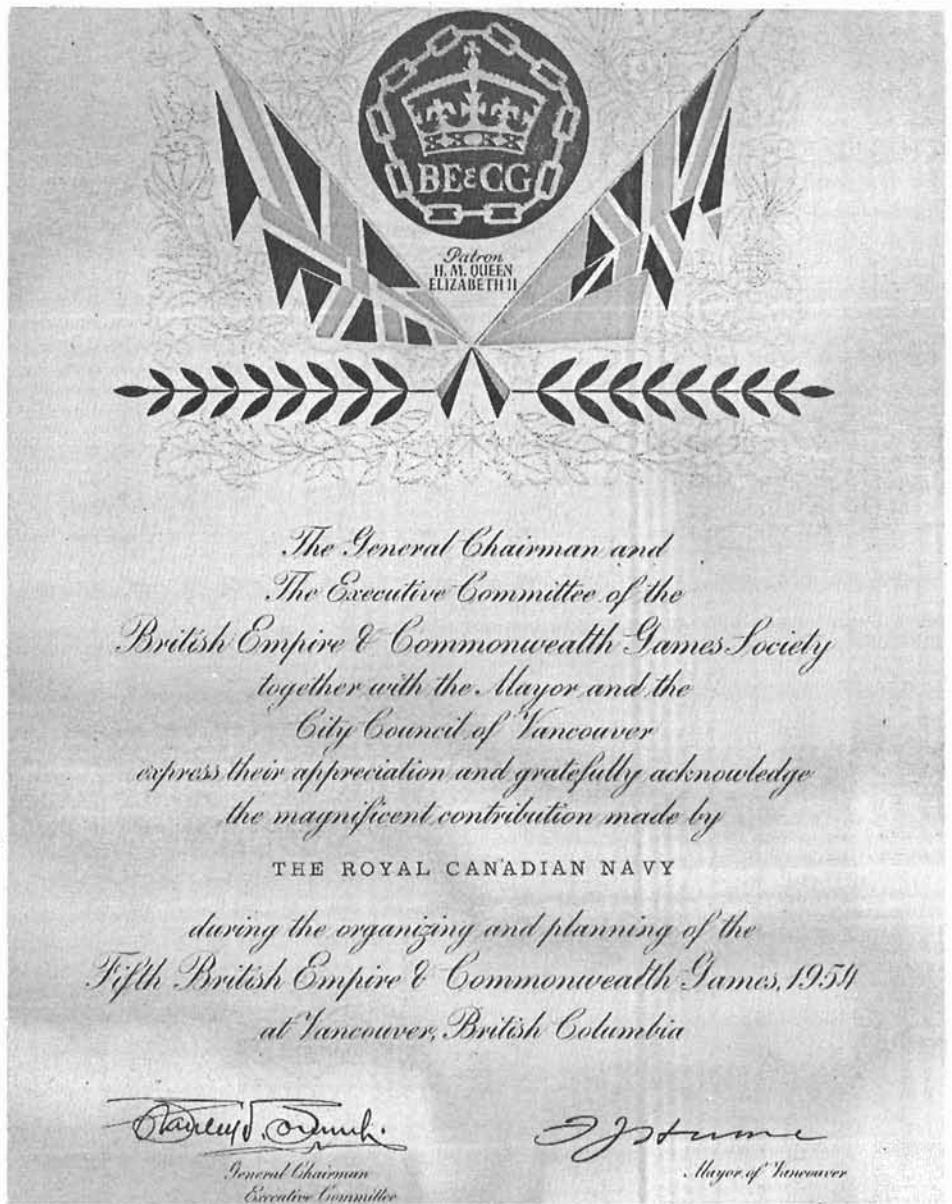 BE&CG
Patron
H. M. QUEEN
ELIZABETH II
The General Chairman and
The Executive Committee of the
British Empire & Commonwealth Games Society
together with the Mayor and the
City Council of Vancouver
express their appreciation and gratefully acknowledge
the magnificent contribution made by
THE ROYAL CANADIAN NAVY
during the organizing and planning of the
Fifth British Empire & Commonwealth Games, 1954
at Vancouver, British Columbia
General Chairman
Mayor of Vancouver
Executive Committee